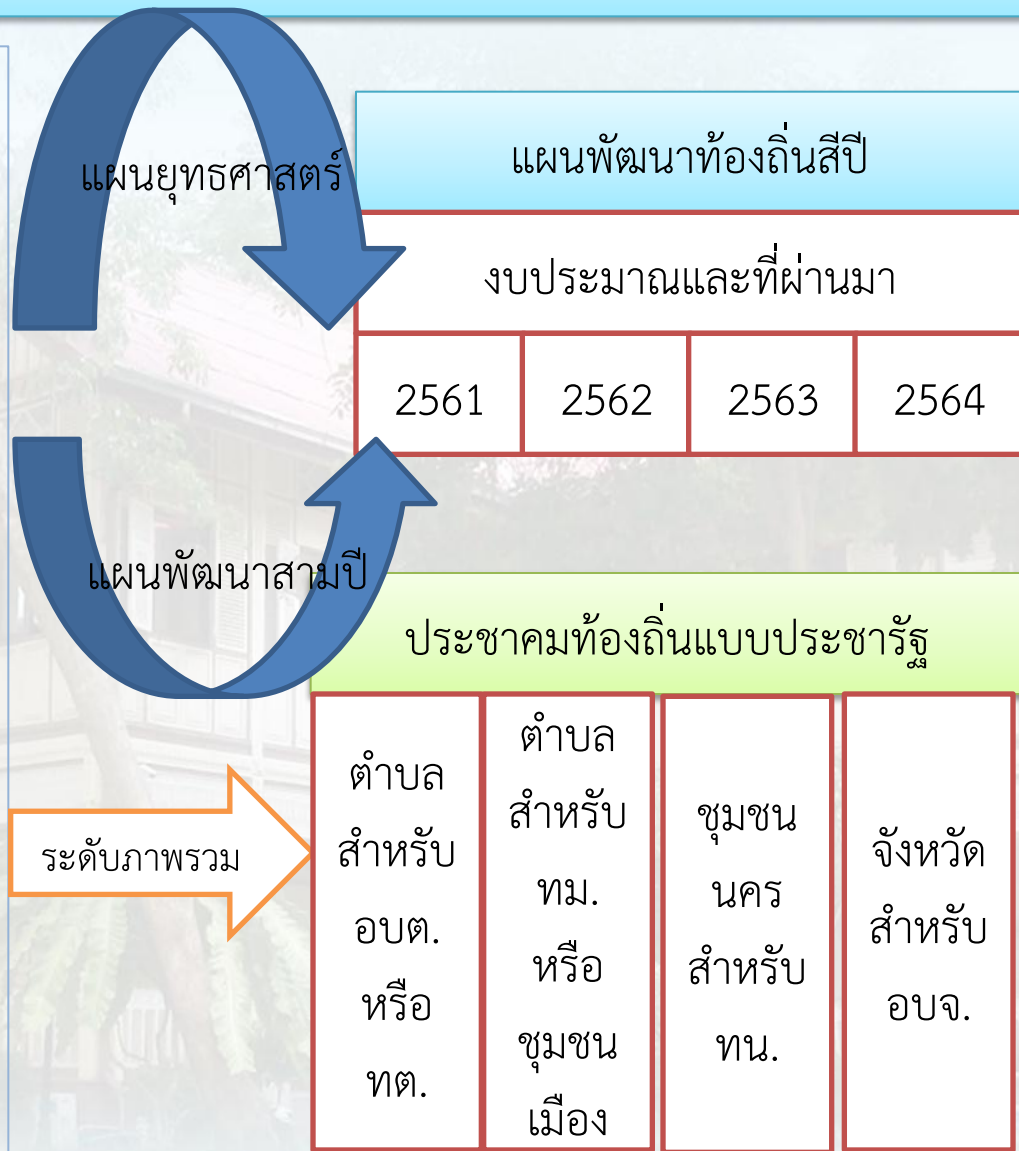 แผนยุทธศาสตร์
แผนพัฒนาท้องถิ่นสีปี
งบประมาณและที่ผ่านมา
2561 2562 2563 2564
แผนพัฒนาสามปี
ประชาคมท้องถิ่นแบบประชารัฐ
ระดับภาพรวม
ตำบล
สำหรับ
อบต.
หรือ
ทต.
ตำบล
สำหรับ
ทม.
หรือ
ชุมชน
เมือง
ชุมชน
นคร
สำหรับ
ทน.
จังหวัด
สำหรับ
อบจ.